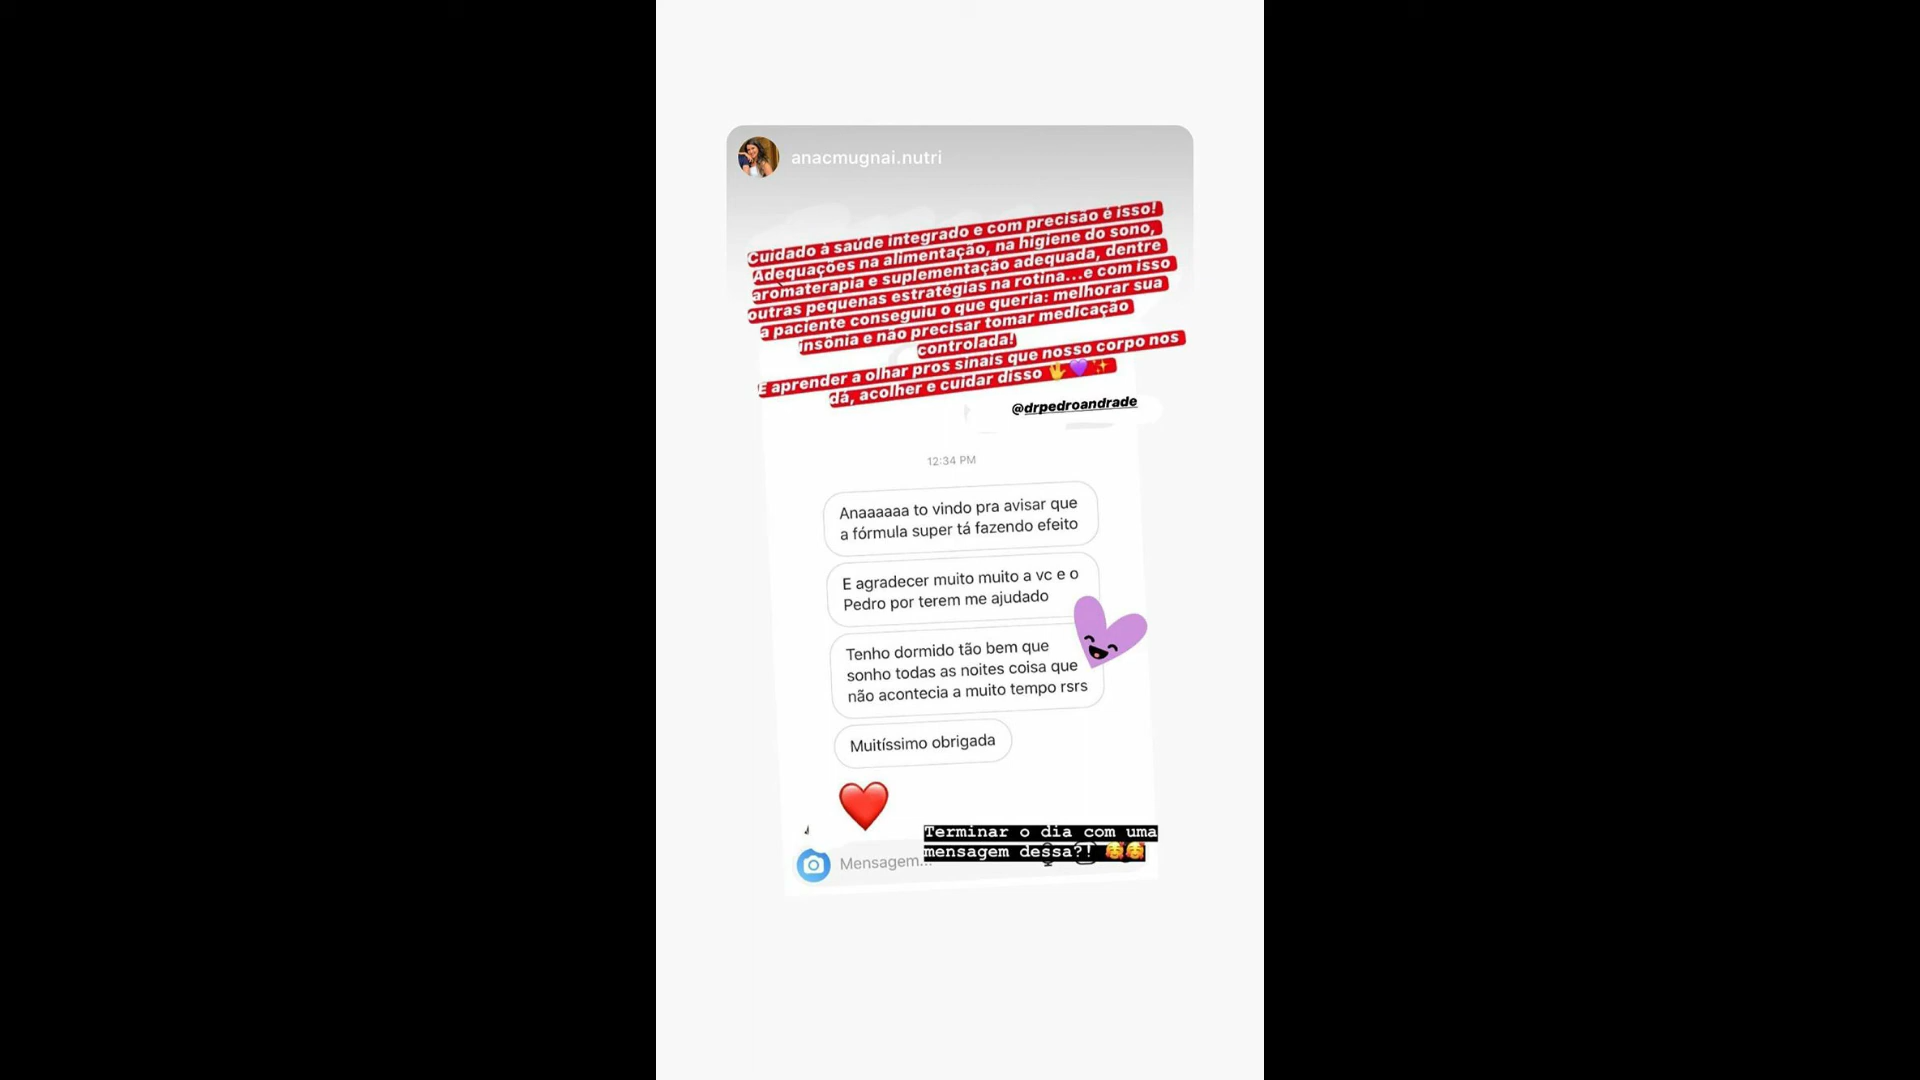 anacmugnai.nutri
Cuidado à saúde integrado e com precisão é isso!
Adequações na alimentação, na higiene do sono,
aromaterapia e suplementação adequada, dentre
outras pequenas estratégias na rotina...e com isso
a paciente conseguiu o que queria: melhorar sua
insônia e não precisar tomar medicação
controlada!
E aprender a olhar pros sinais que nosso corpo nos
dá, acolher e cuidar disso 🖖💜✨
@drpedroandrade
12:34 PM
Anaaaaaa to vindo pra avisar que
a fórmula super tá fazendo efeito
E agradecer muito muito a vc e o
Pedro por terem me ajudado
Tenho dormido tão bem que
sonho todas as noites coisa que
não acontecia a muito tempo rsrs
Muitíssimo obrigada
❤️
Terminar o dia com uma
mensagem dessa?! 🥰🥰
Mensagem...